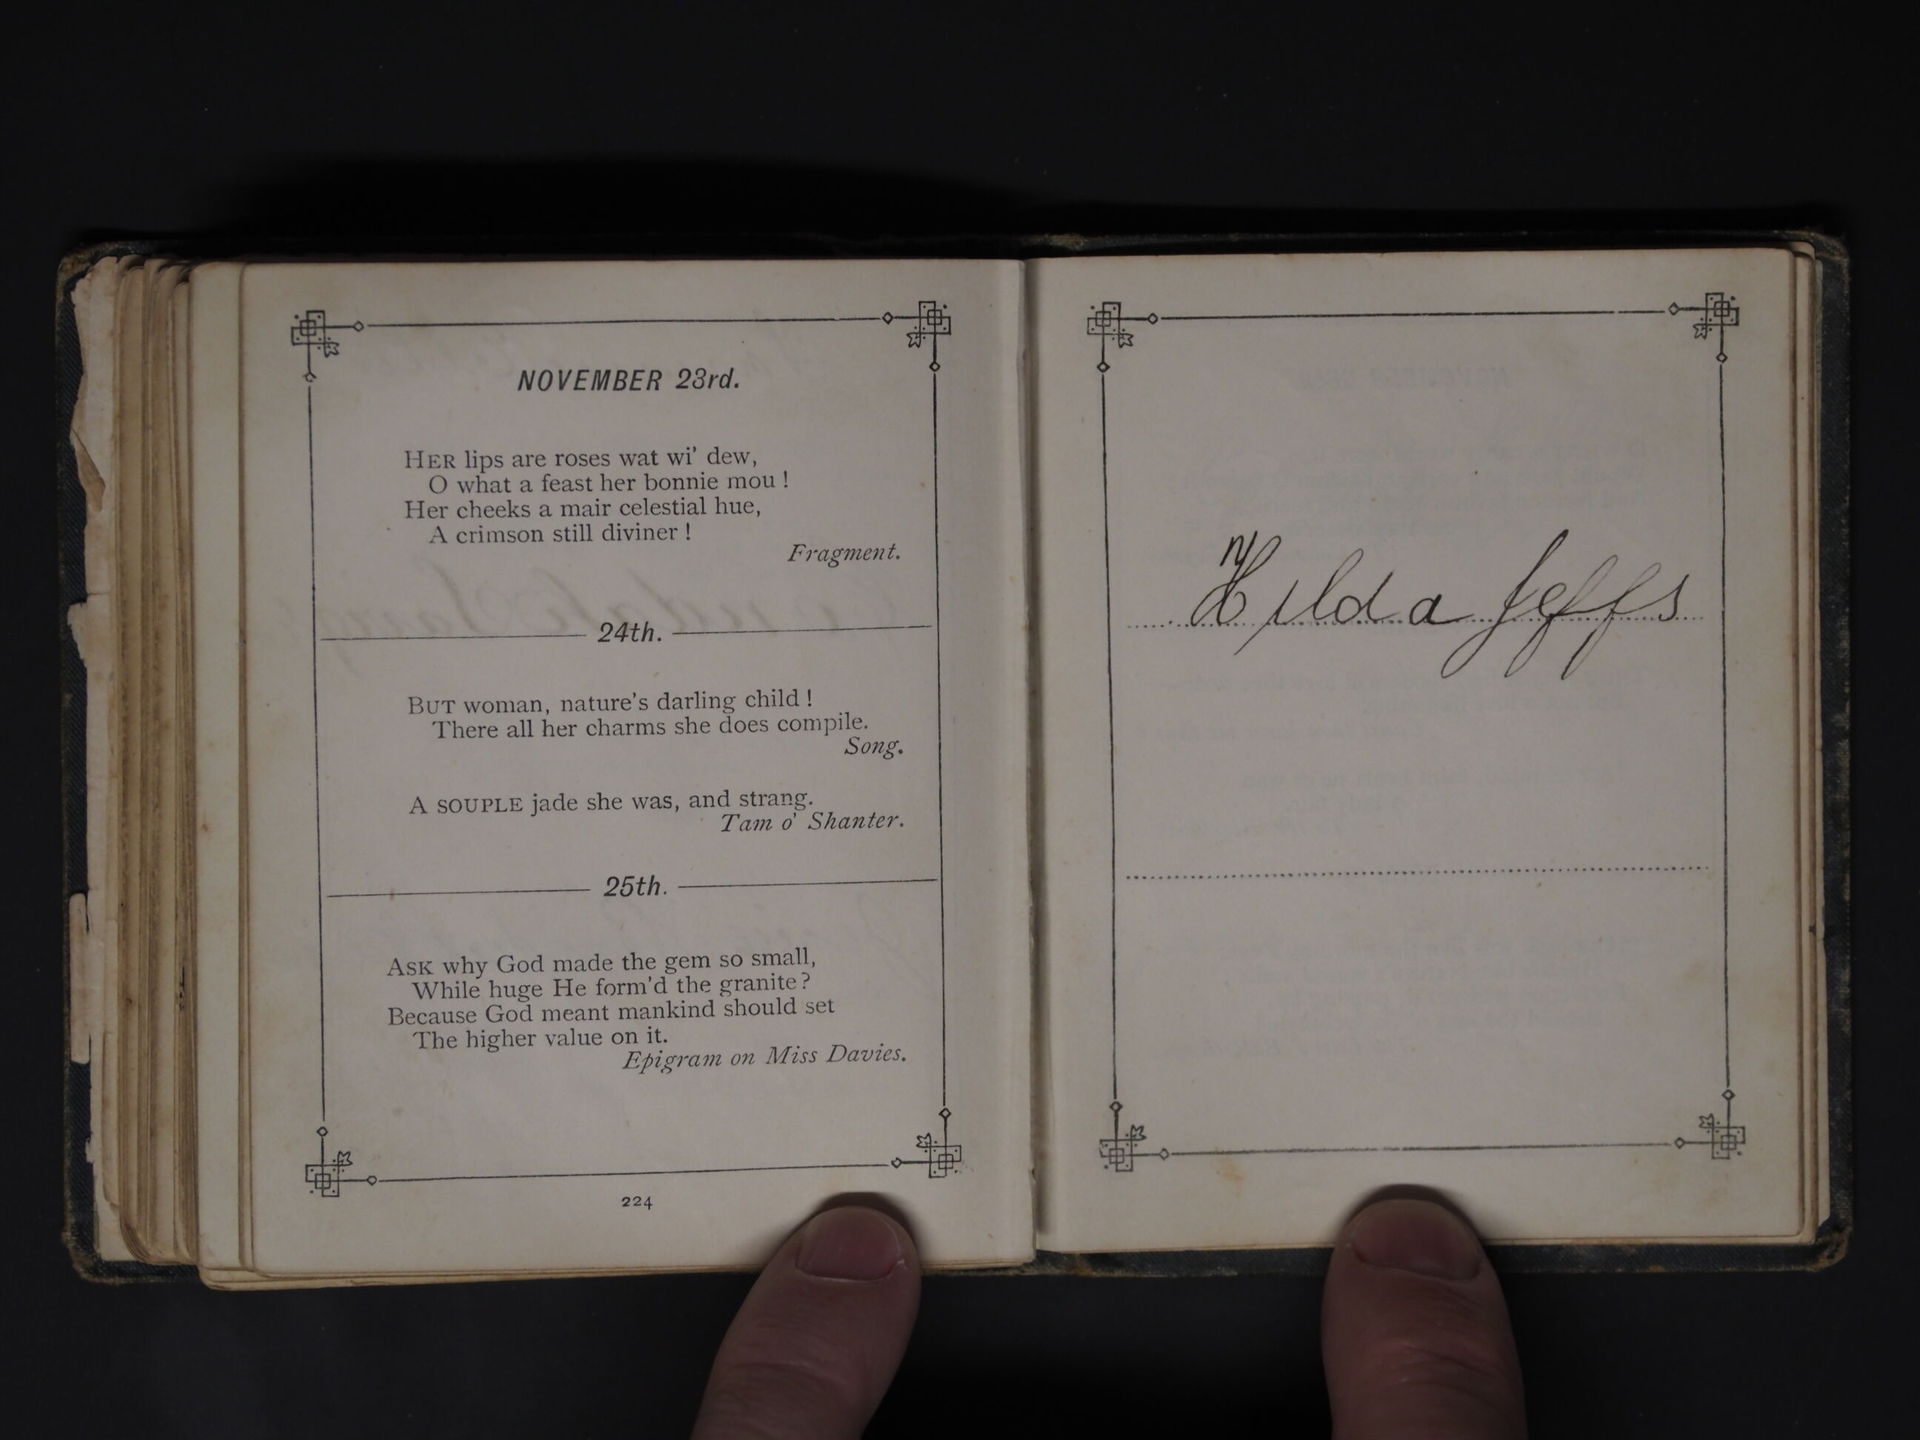 NOVEMBER 23rd.
HER lips are roses wat wi' dew,
O what a feast her bonnie mou !
Her cheeks a mair celestial hue,
A crimson still diviner !
Fragment.
24th.
BUT woman, nature's darling child !
There all her charms she does compile.
Song.
A SOUPLE jade she was, and strang.
Tam o' Shanter.
25th.
ASK why God made the gem so small,
While huge He form'd the granite ?
Because God meant mankind should set
The higher value on it.
Epigram on Miss Davies.
224
Hilda Jeffs